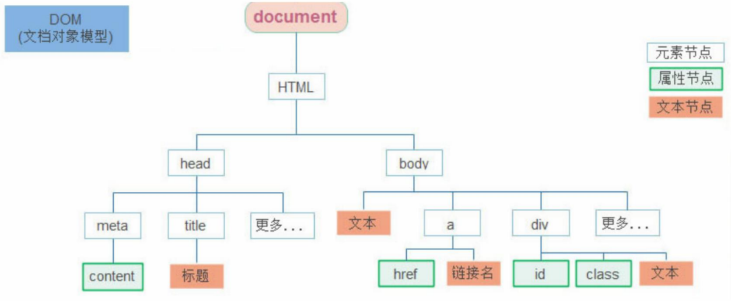 DOM
(文档对象模型)
document
元素节点
属性节点
文本节点
HTML
head
body
meta
title
更多...
文本
a
div
更多...
content
标题
href
链接名
id
class
文本